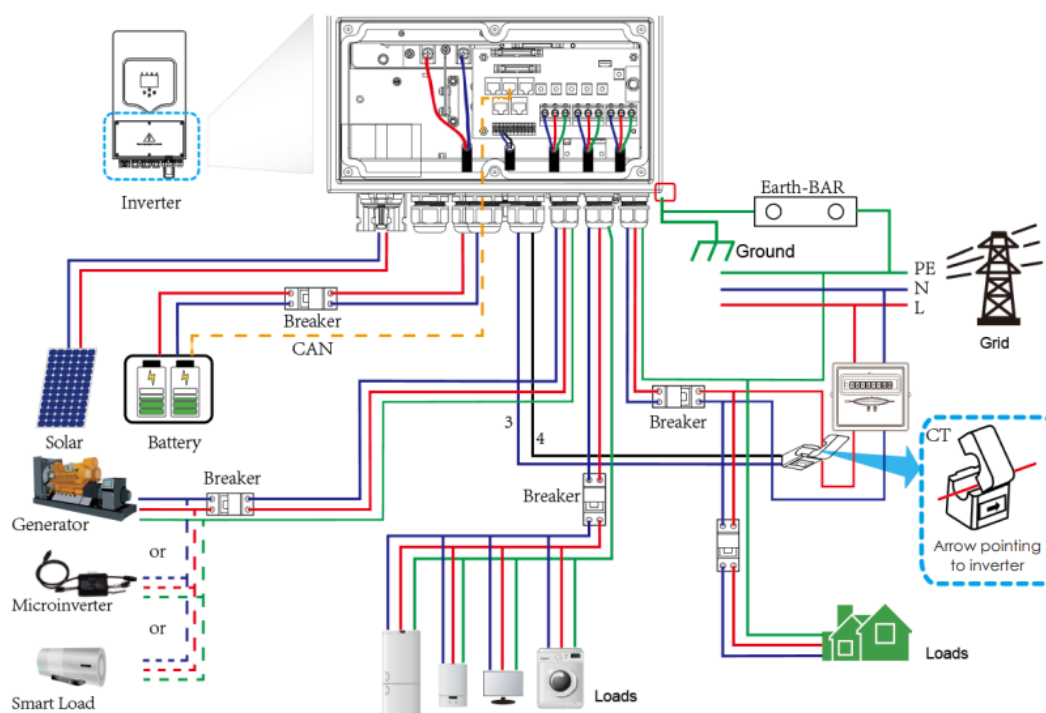 Inverter
Earth-BAR
Ground
PE
N
L
Grid
Breaker
CAN
Solar
Battery
3
4
Breaker
CT
Breaker
Generator
Breaker
or
Microinverter
or
Smart Load
Arrow pointing
to inverter
Loads
Loads